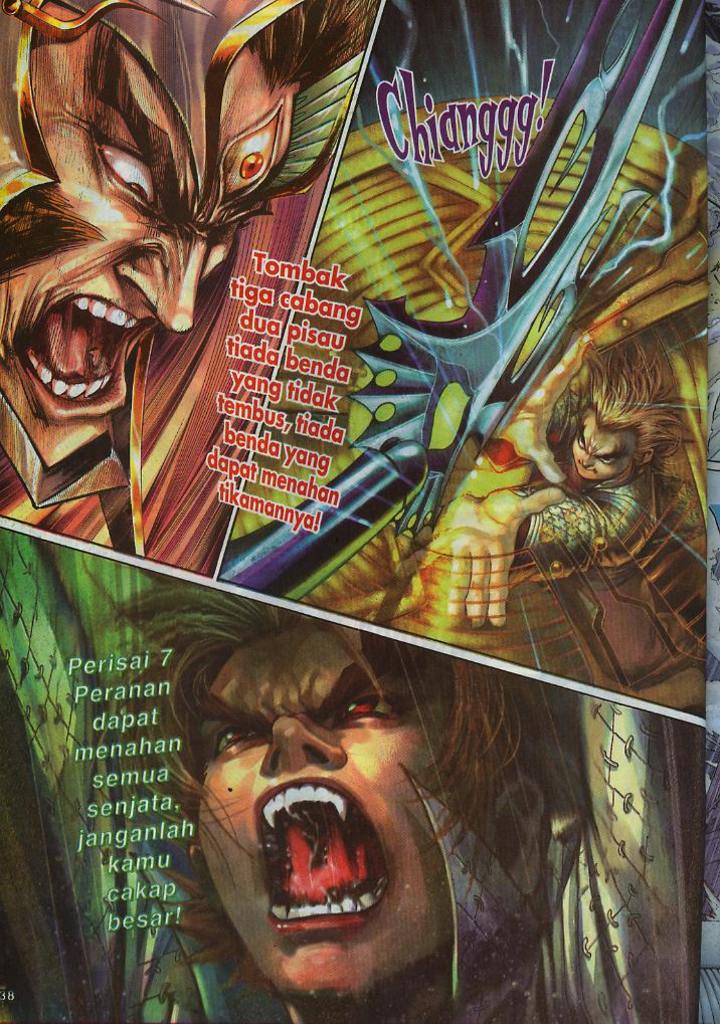 Chianggg!
Tombak
tiga cabang
dua pisau
tiada benda
yang tidak
tembus, tiada
benda yang
dapat menahan
tikamannya!
Perisai 7
Peranan
dapat
menahan
semua
senjata,
janganlah
kamu
cakap
besar!
38